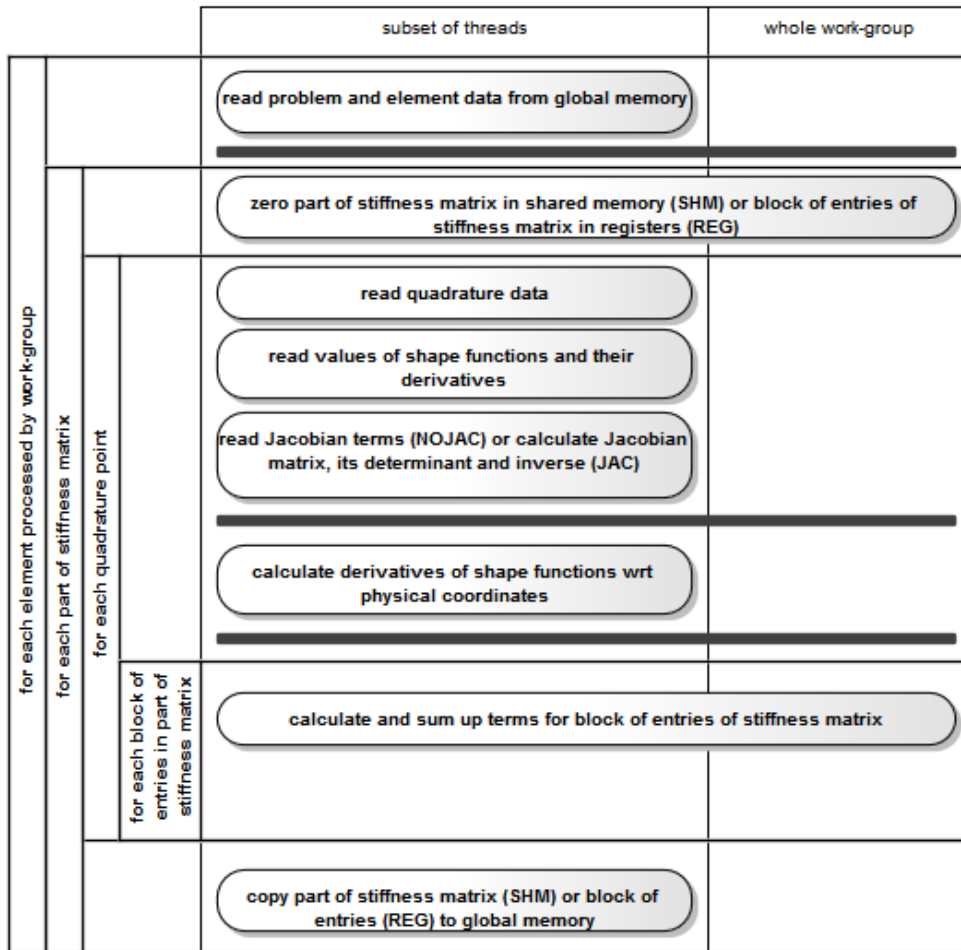 subset of threads
whole work-group
read problem and element data from global memory
zero part of stiffness matrix in shared memory (SHM) or block of entries of
stiffness matrix in registers (REG)
read quadrature data
read values of shape functions and their
derivatives
read Jacobian terms (NOJAC) or calculate Jacobian
matrix, its determinant and inverse (JAC)
calculate derivatives of shape functions wrt
physical coordinates
calculate and sum up terms for block of entries of stiffness matrix
copy part of stiffness matrix (SHM) or block of
entries (REG) to global memory
for each element processed by work-group
for each part of stiffness matrix
for each quadrature point
for each block of
entries in part of
stiffness matrix